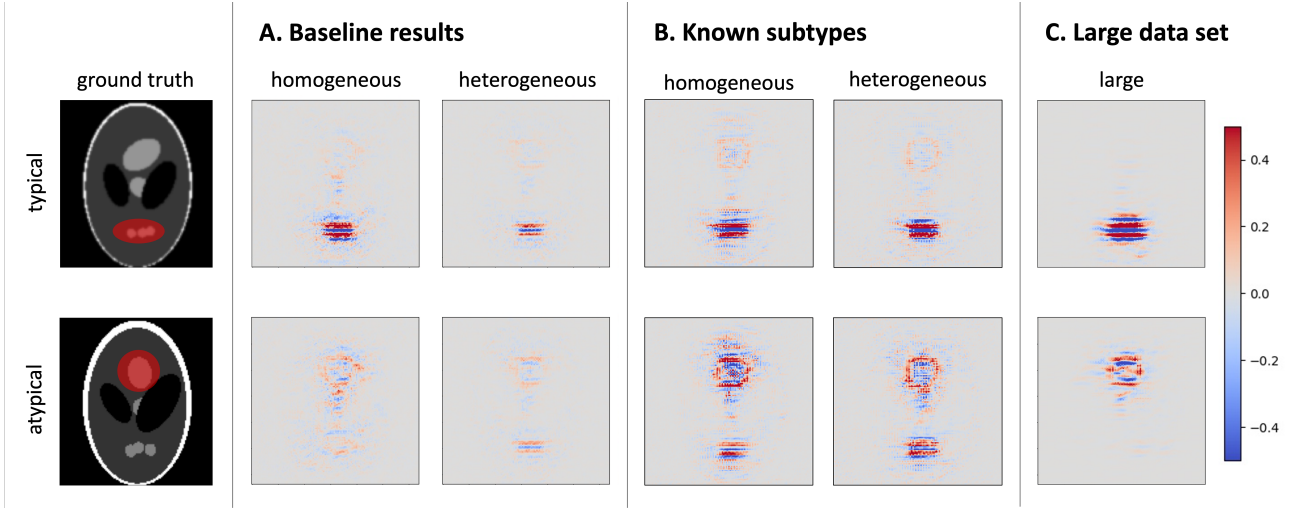 A. Baseline results
B. Known subtypes
C. Large data set
ground truth
homogeneous
heterogeneous
homogeneous
heterogeneous
large
typical
atypical
0.4
0.2
0.0
−0.2
−0.4